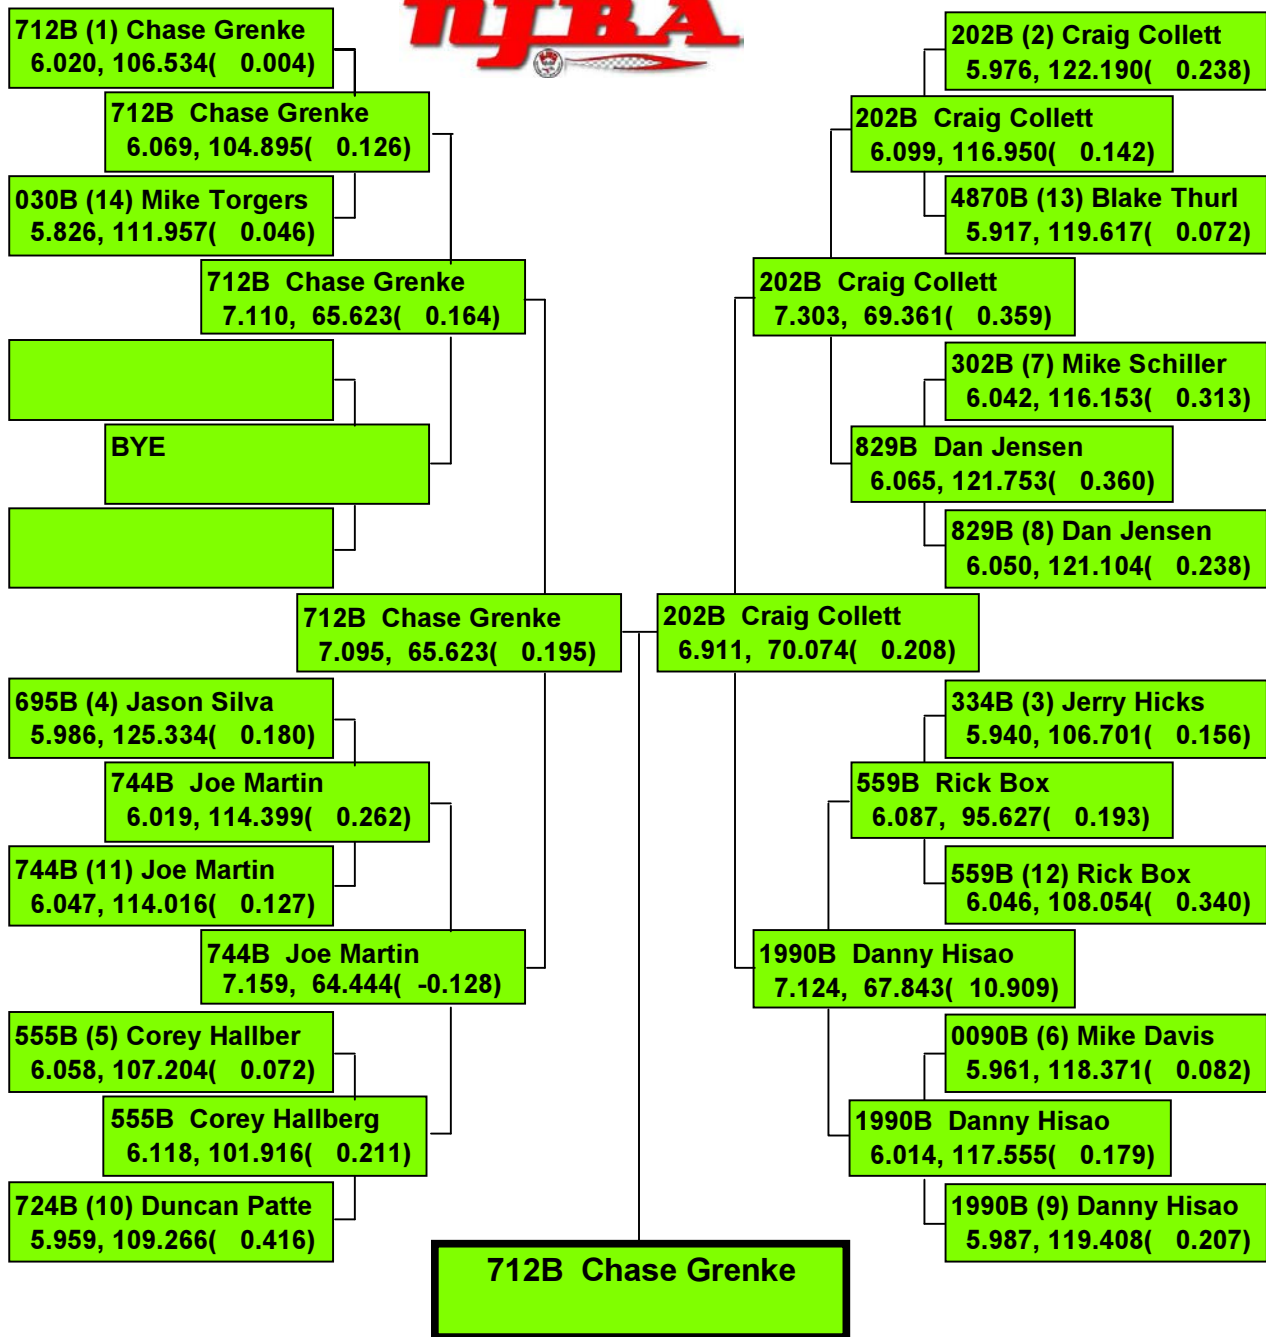 NJBA
712B (1) Chase Grenke
6.020, 106.534( 0.004)
712B Chase Grenke
6.069, 104.895( 0.126)
030B (14) Mike Torgers
5.826, 111.957( 0.046)
712B Chase Grenke
7.110, 65.623( 0.164)
BYE
712B Chase Grenke
7.095, 65.623( 0.195)
695B (4) Jason Silva
5.986, 125.334( 0.180)
744B Joe Martin
6.019, 114.399( 0.262)
744B (11) Joe Martin
6.047, 114.016( 0.127)
744B Joe Martin
7.159, 64.444( -0.128)
555B (5) Corey Hallber
6.058, 107.204( 0.072)
555B Corey Hallberg
6.118, 101.916( 0.211)
724B (10) Duncan Patte
5.959, 109.266( 0.416)
202B (2) Craig Collett
5.976, 122.190( 0.238)
202B Craig Collett
6.099, 116.950( 0.142)
4870B (13) Blake Thurl
5.917, 119.617( 0.072)
202B Craig Collett
7.303, 69.361( 0.359)
302B (7) Mike Schiller
6.042, 116.153( 0.313)
829B Dan Jensen
6.065, 121.753( 0.360)
829B (8) Dan Jensen
6.050, 121.104( 0.238)
202B Craig Collett
6.911, 70.074( 0.208)
334B (3) Jerry Hicks
5.940, 106.701( 0.156)
559B Rick Box
6.087, 95.627( 0.193)
559B (12) Rick Box
6.046, 108.054( 0.340)
1990B Danny Hisao
7.124, 67.843( 10.909)
0090B (6) Mike Davis
5.961, 118.371( 0.082)
1990B Danny Hisao
6.014, 117.555( 0.179)
1990B (9) Danny Hisao
5.987, 119.408( 0.207)
712B Chase Grenke